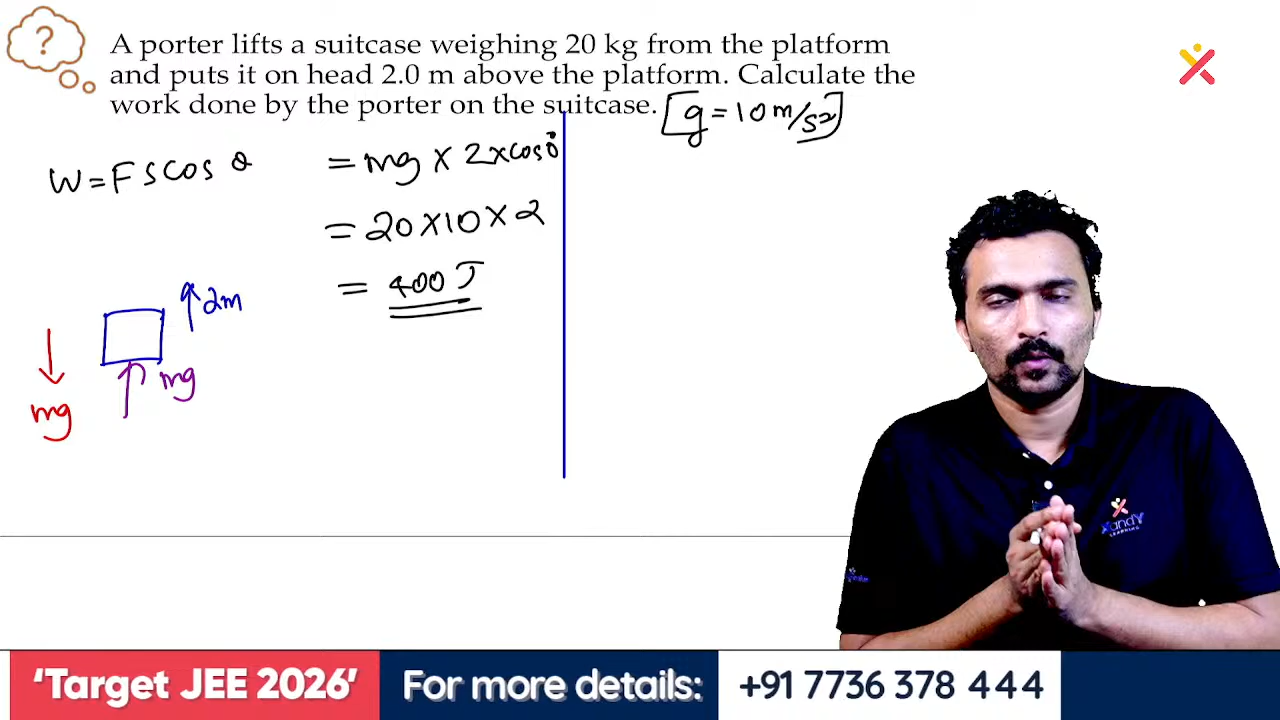 ?
A porter lifts a suitcase weighing 20 kg from the platform
and puts it on head 2.0 m above the platform. Calculate the
work done by the porter on the suitcase. [g = 10 m/s²]
W = F S cos θ = mg × 2 × cos 0°
= 20 × 10 × 2
= 400 J
↑ 2m
↓ mg
↑ mg
XandY
LEARNING
'Target JEE 2026' For more details: +91 7736 378 444